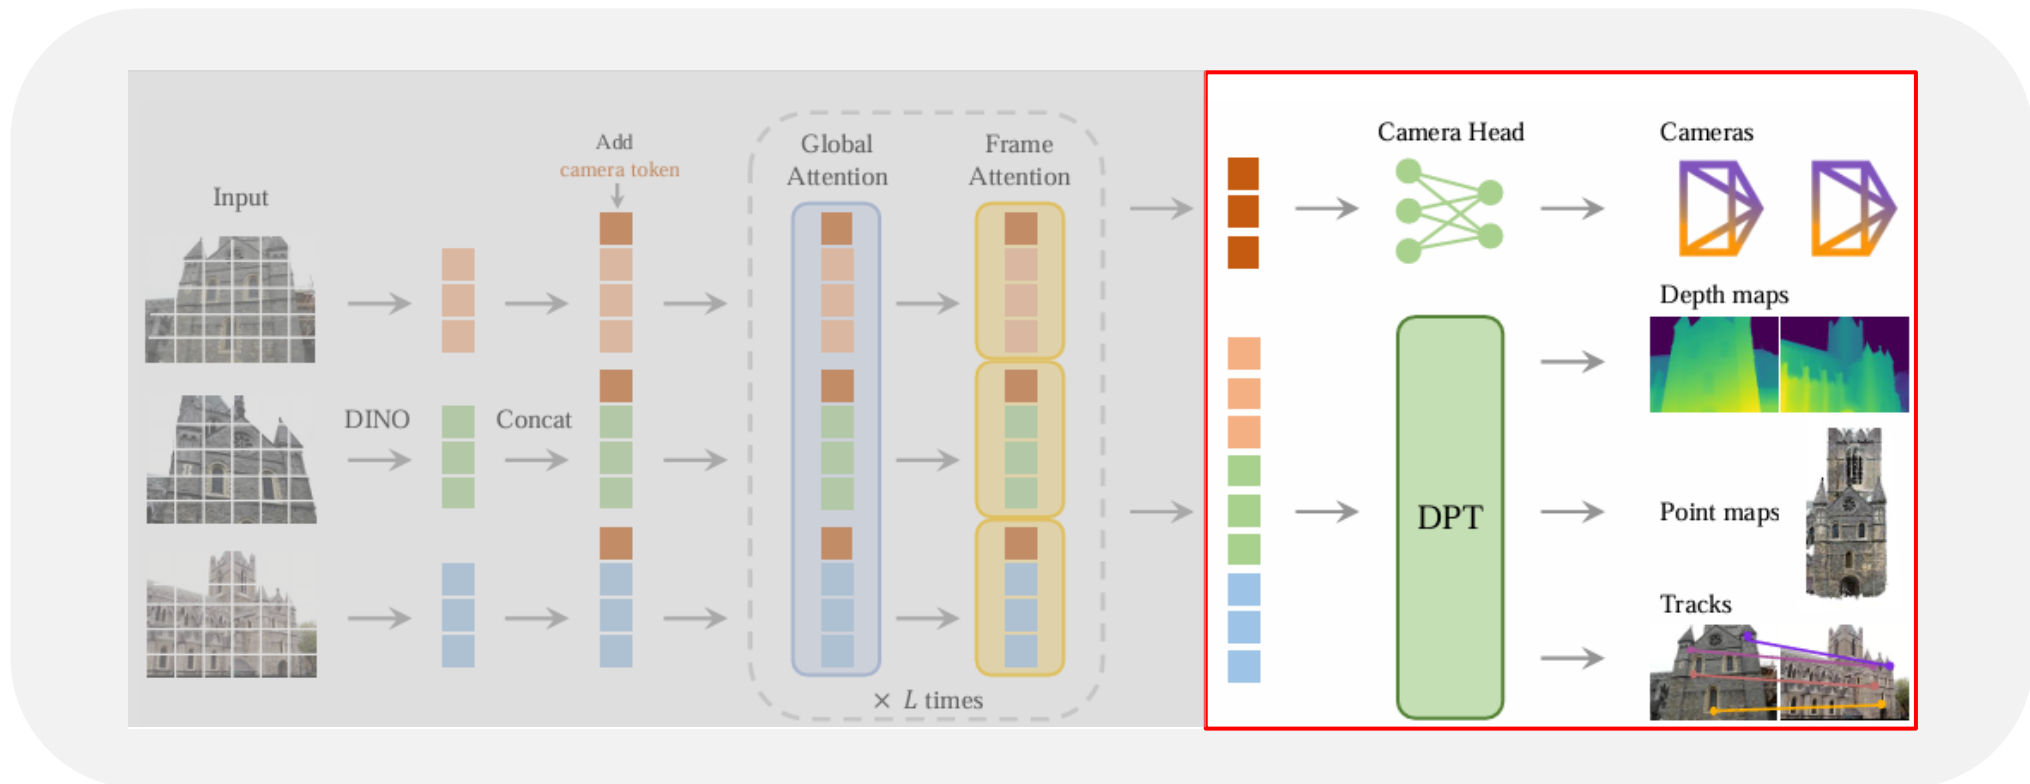 Input
DINO
Concat
Add
camera token
Global
Attention
Frame
Attention
× L times
Camera Head
Cameras
Depth maps
DPT
Point maps
Tracks